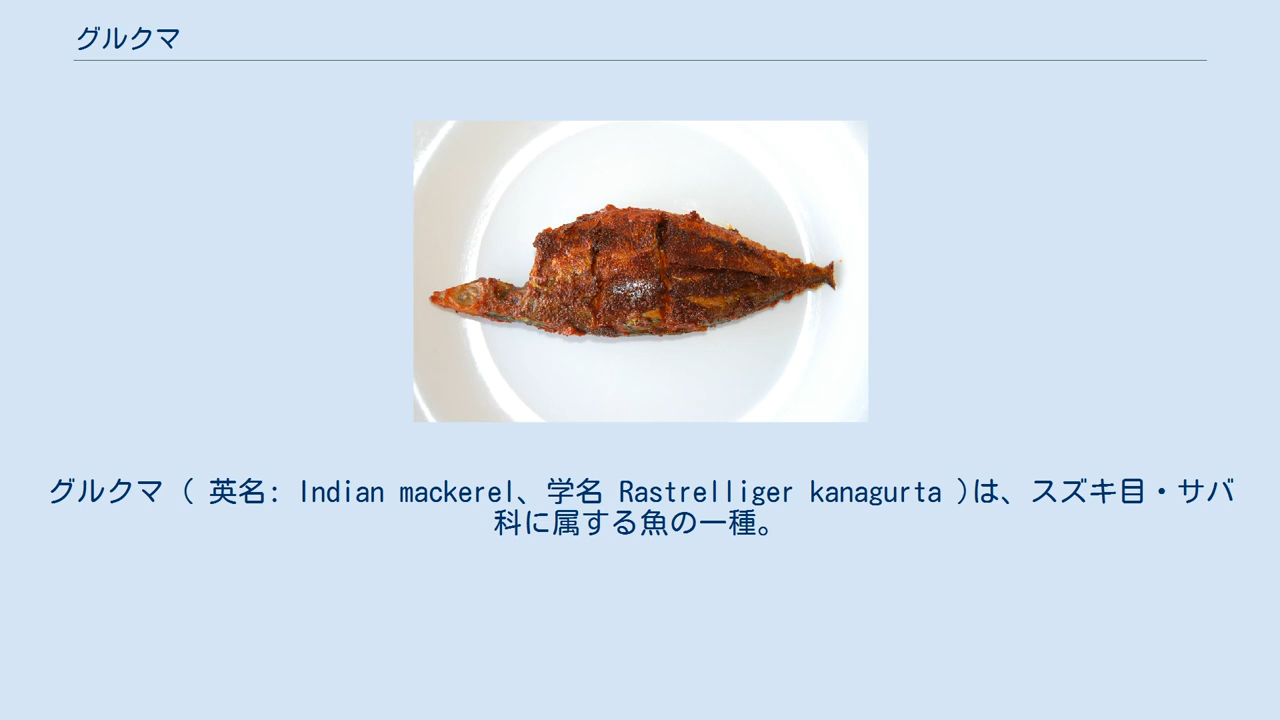 グルクマ
グルクマ ( 英名: Indian mackerel、学名 Rastrelliger kanagurta )は、スズキ目・サバ
科に属する魚の一種。